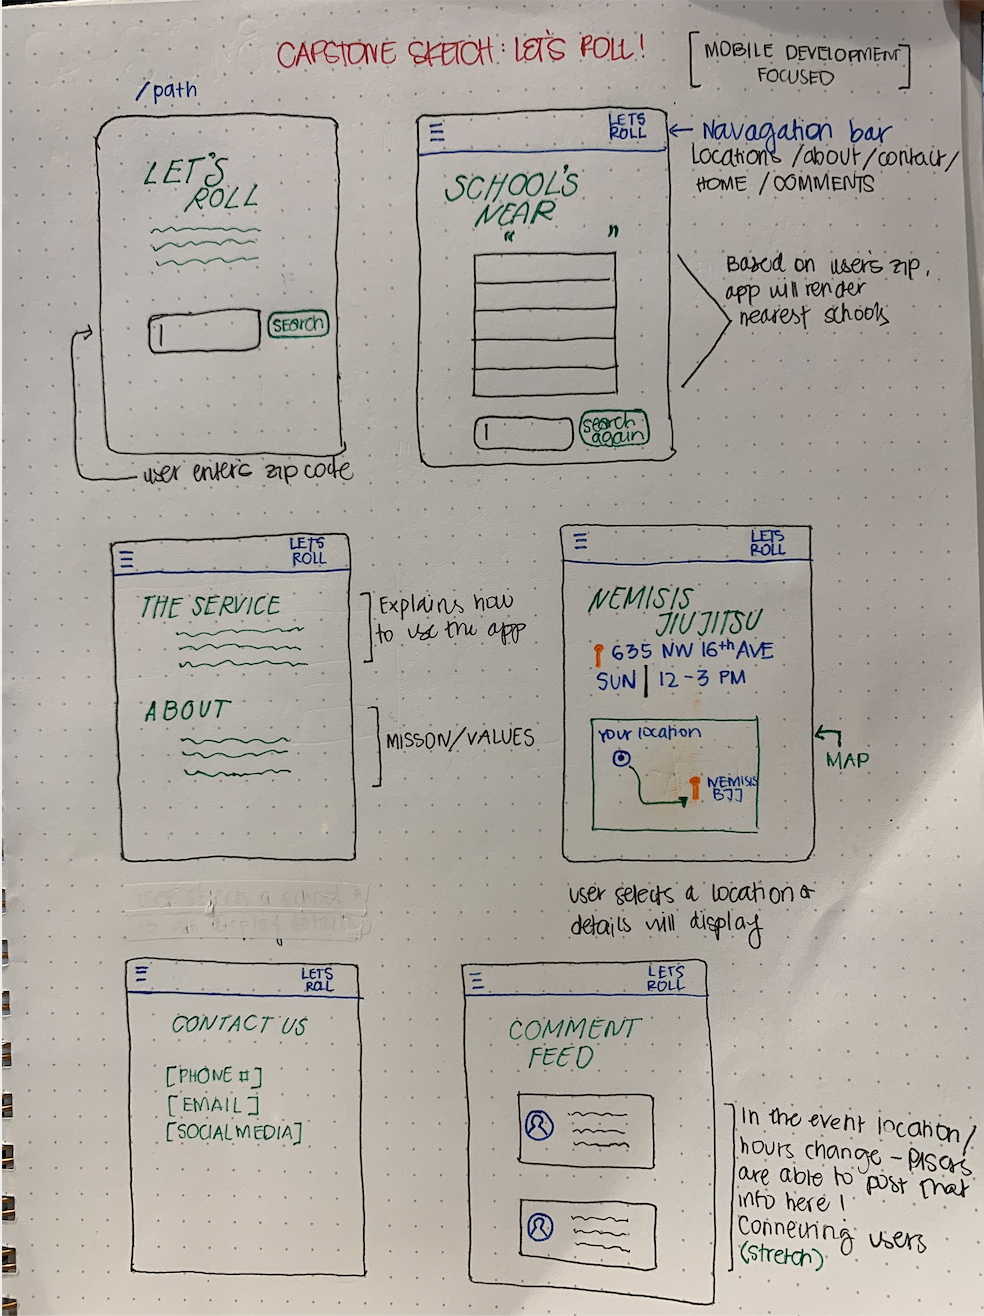 CAPSTONE SKETCH: LET'S ROLL!
[MOBILE DEVELOPMENT
FOCUSED]
/path
LET'S
ROLL
SEARCH
user enters zip code
LETS
ROLL
Navagation bar
Locations /about/contact/
HOME / COMMENTS
SCHOOL'S
NEAR
" "
Based on users zip,
app will render
nearest schools
search
again
LETS
ROLL
THE SERVICE
Explains how
to use the app
ABOUT
MISSON/VALUES
LETS
ROLL
NEMISIS
JIU JITSU
635 NW 16th AVE
SUN | 12-3 PM
Your location
NEMISIS
BJJ
MAP
user selects a location &
details will display
LETS
ROLL
CONTACT US
[PHONE #]
[EMAIL]
[SOCIAL MEDIA]
LETS
ROLL
COMMENT
FEED
In the event location/
hours change -
are able to post that
info here!
Connecting users
(stretch)